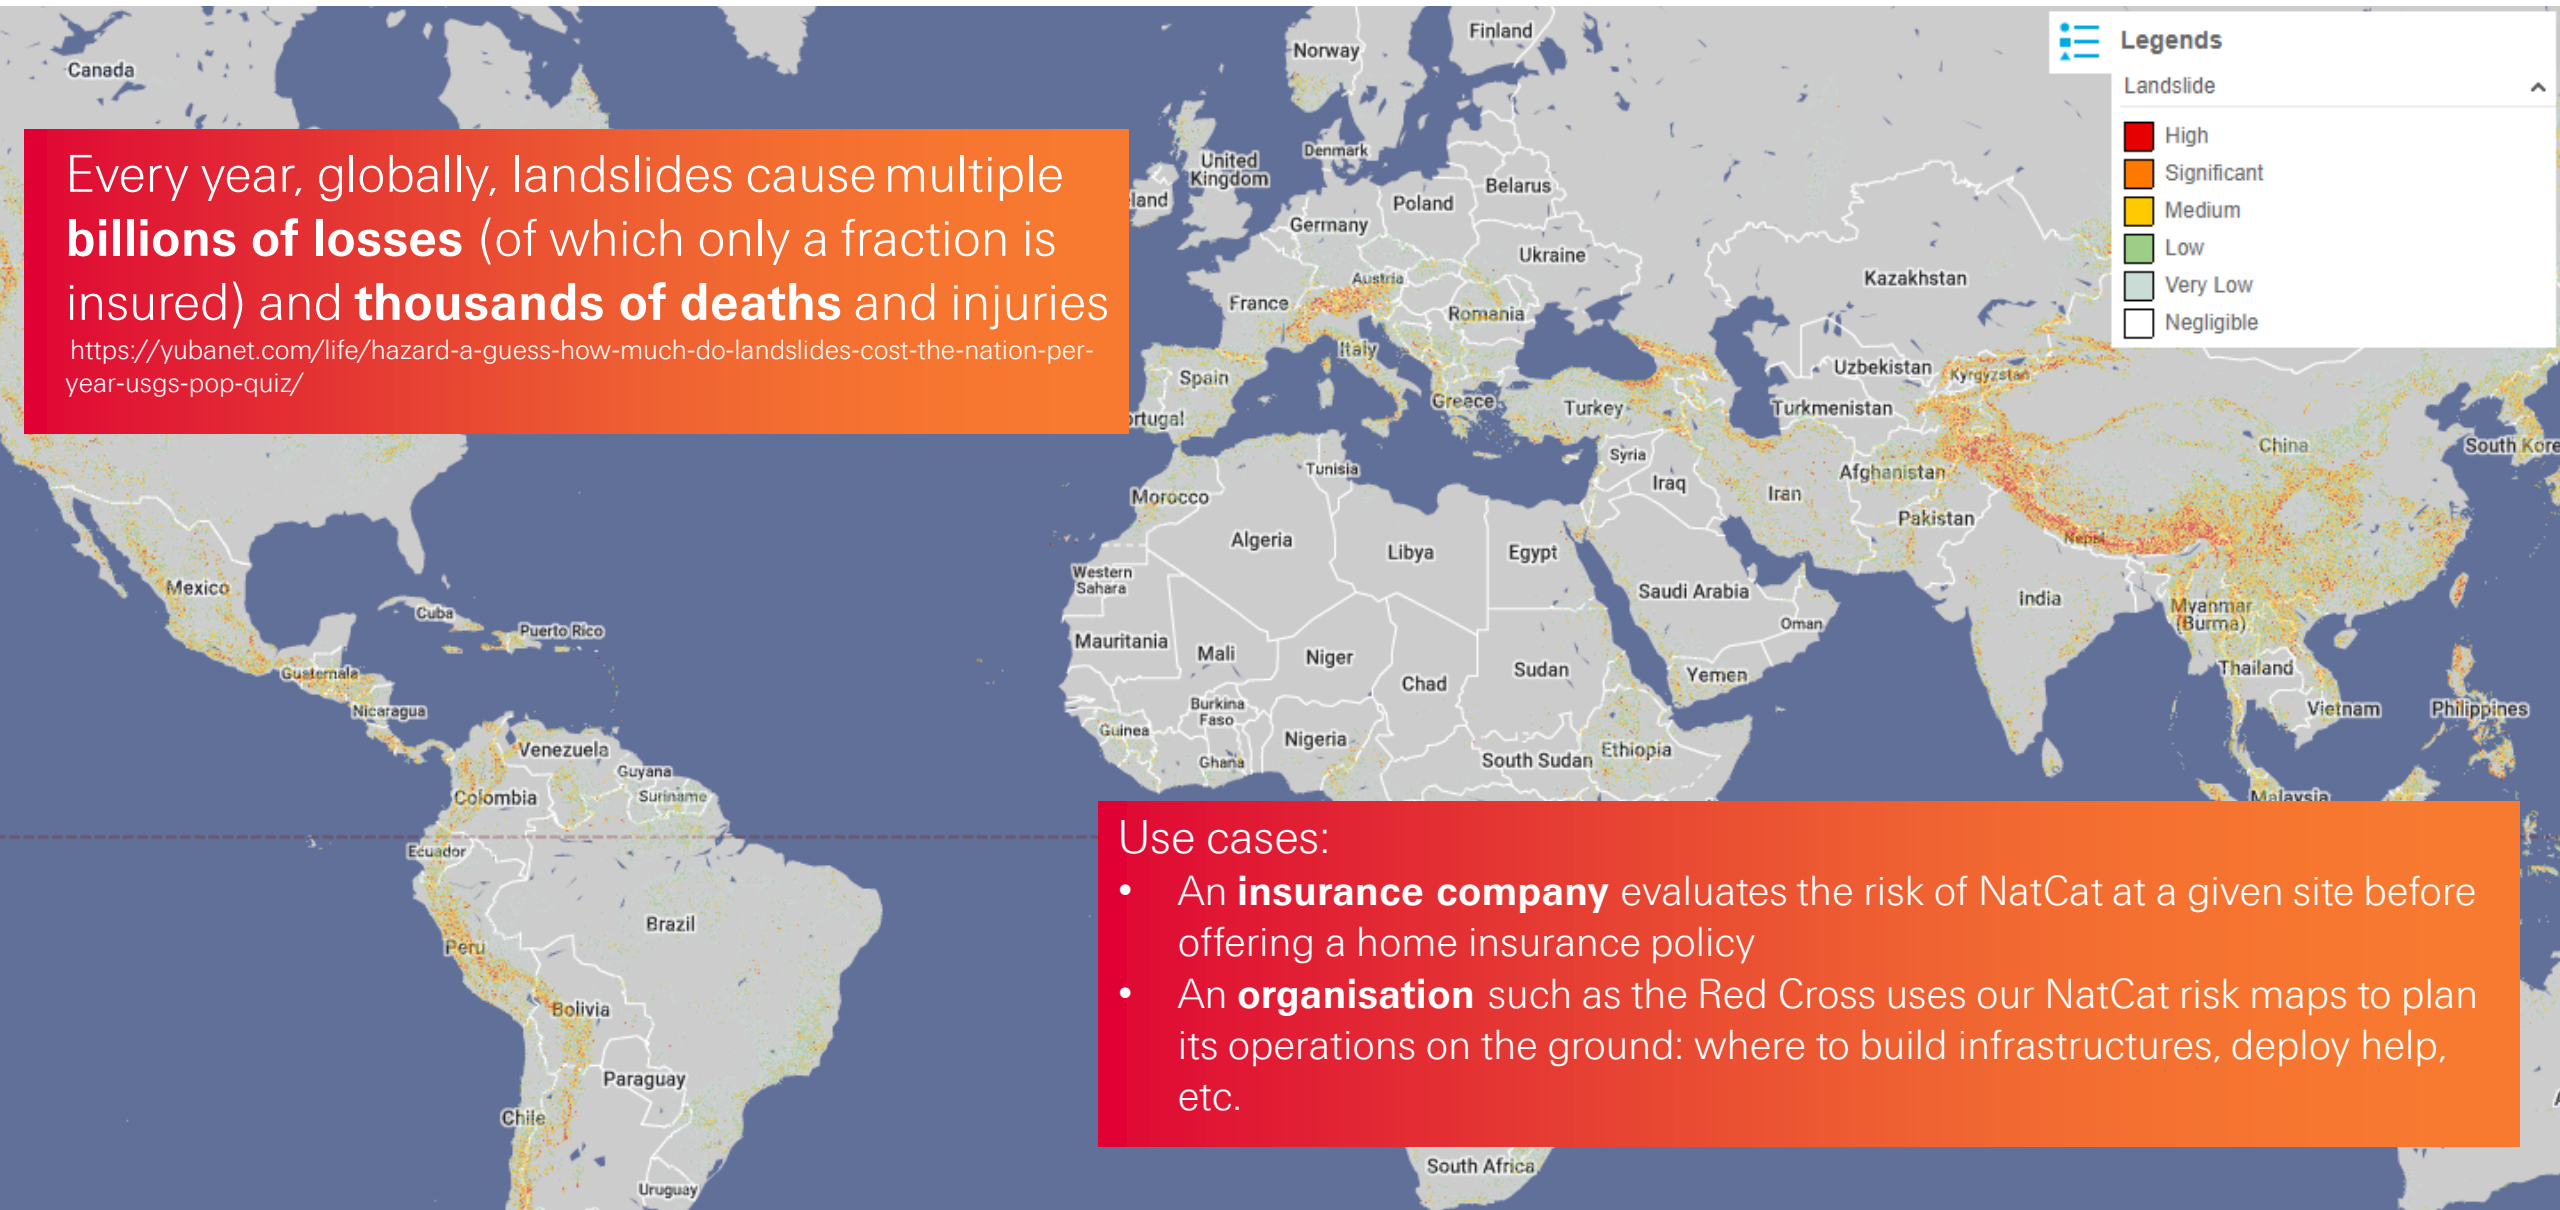 Finland
Norway
Canada
Legends
Landslide
High
Significant
Medium
Low
Very Low
Negligible
Every year, globally, landslides cause multiple
billions of losses (of which only a fraction is
insured) and thousands of deaths and injuries
https://yubanet.com/life/hazard-a-guess-how-much-do-landslides-cost-the-nation-per-
year-usgs-pop-quiz/
Denmark
United
Kingdom
land
Belarus
Poland
Germany
Ukraine
Austria
Kazakhstan
France
Romania
Italy
Uzbekistan
Kyrgyzstan
Spain
Greece
Turkey
Turkmenistan
ortugal
China
South Kore
Syria
Tunisia
Afghanistan
Iraq
Iran
Morocco
Pakistan
Algeria
Libya
Egypt
Nepal
Western
Sahara
Mexico
Saudi Arabia
India
Cuba
Myanmar
(Burma)
Puerto Rico
Oman
Mauritania
Mali
Niger
Sudan
Thailand
Guatemala
Yemen
Chad
Nicaragua
Burkina
Faso
Vietnam
Philippines
Guinea
Nigeria
Venezuela
Ethiopia
South Sudan
Ghana
Guyana
Colombia
Suriname
Malaysia
Ecuador
Use cases:
• An insurance company evaluates the risk of NatCat at a given site before
offering a home insurance policy
• An organisation such as the Red Cross uses our NatCat risk maps to plan
its operations on the ground: where to build infrastructures, deploy help,
etc.
Brazil
Peru
Bolivia
Paraguay
Chile
South Africa
Uruguay